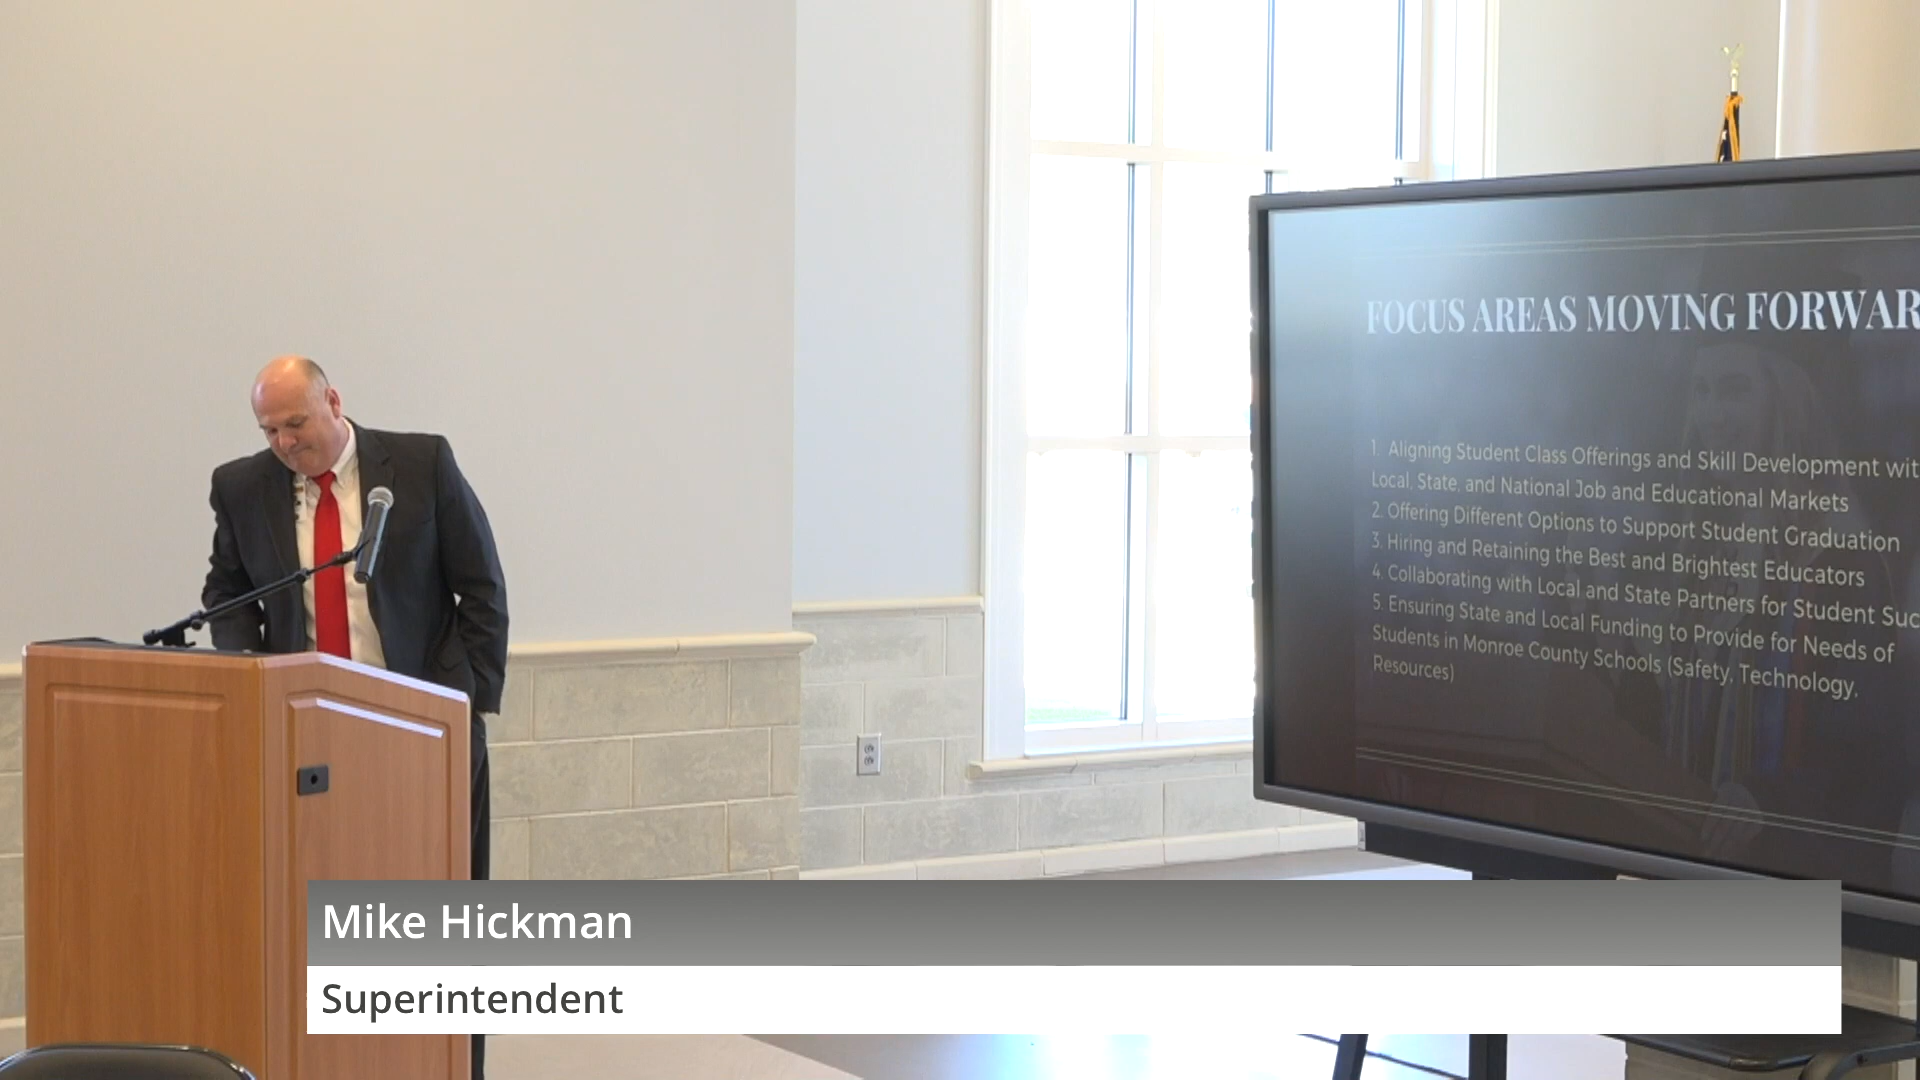 FOCUS AREAS MOVING FORWAR
1. Aligning Student Class Offerings and Skill Development wit
Local, State, and National Job and Educational Markets
2. Offering Different Options to Support Student Graduation
3. Hiring and Retaining the Best and Brightest Educators
4. Collaborating with Local and State Partners for Student Suc
5. Ensuring State and Local Funding to Provide for Needs of
Students in Monroe County Schools (Safety, Technology,
Resources)
Mike Hickman
Superintendent